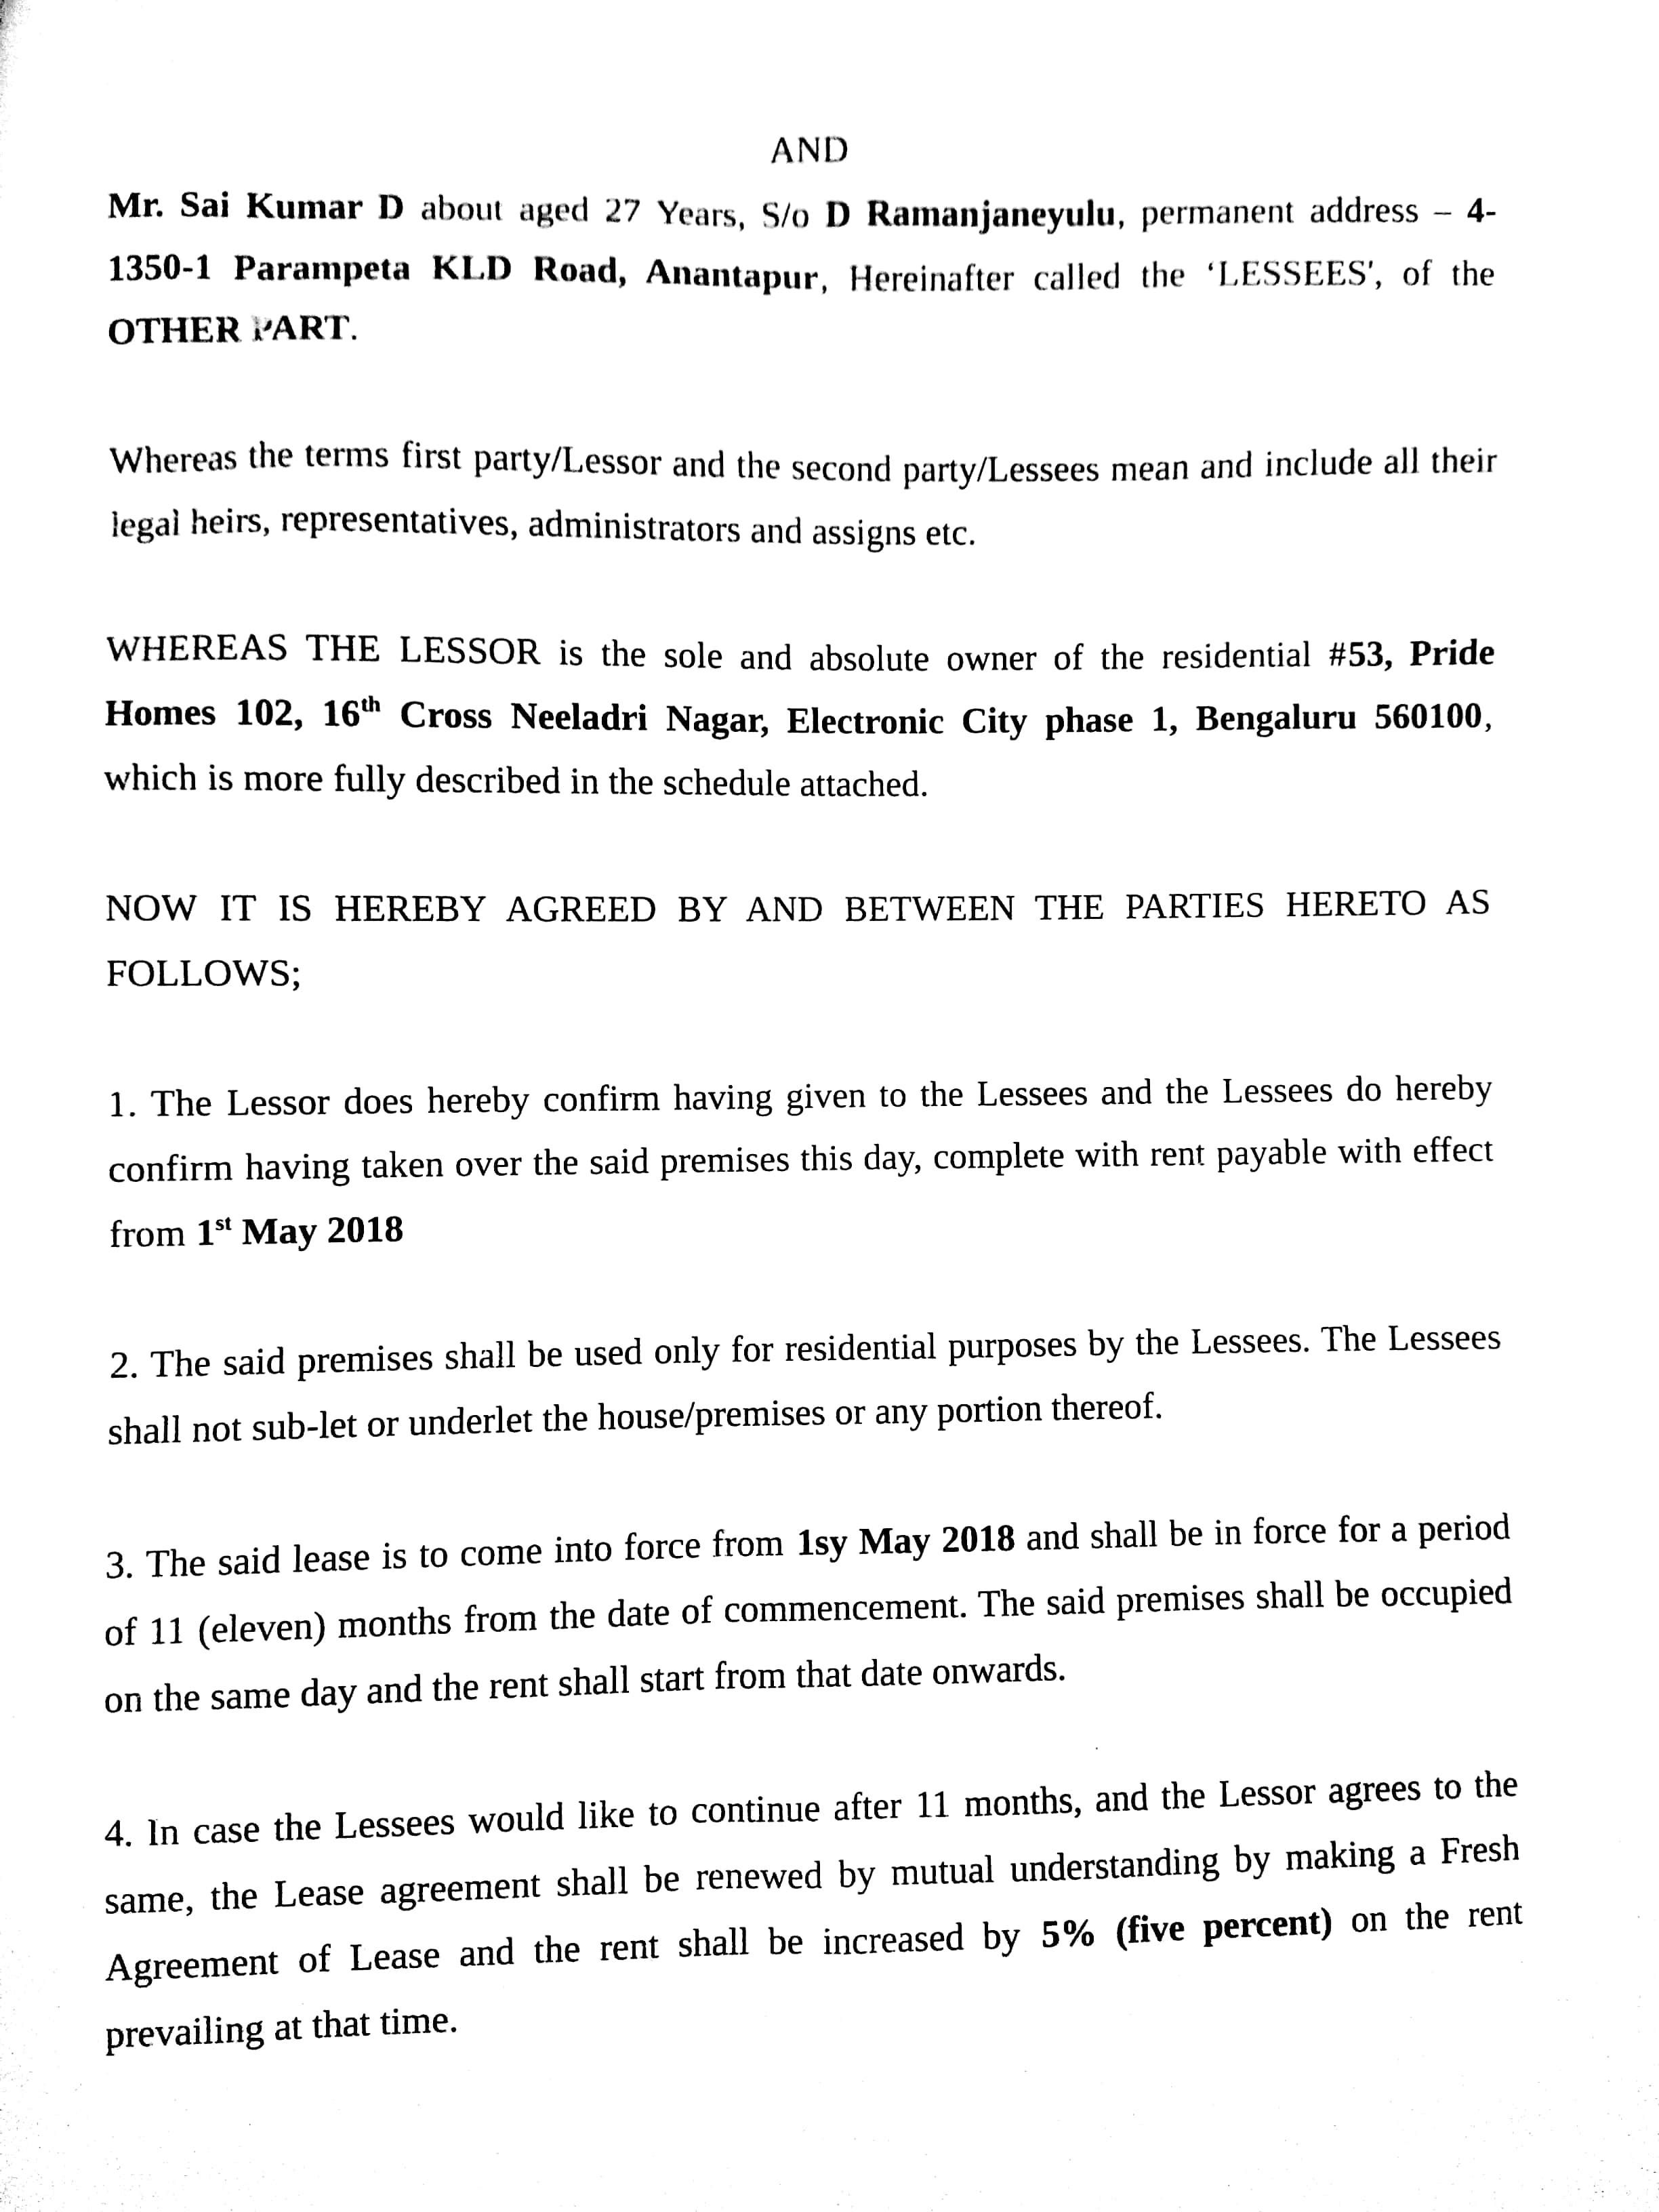 AND
Mr. Sai Kumar D about aged 27 Years, S/o D Ramanjaneyulu, permanent address – 4-
1350-1 Parampeta KLD Road, Anantapur, Hereinafter called the ‘LESSEES’, of the
OTHER PART.
Whereas the terms first party/Lessor and the second party/Lessees mean and include all their
legal heirs, representatives, administrators and assigns etc.
WHEREAS THE LESSOR is the sole and absolute owner of the residential #53, Pride
Homes 102, 16th Cross Neeladri Nagar, Electronic City phase 1, Bengaluru 560100,
which is more fully described in the schedule attached.
NOW IT IS HEREBY AGREED BY AND BETWEEN THE PARTIES HERETO AS
FOLLOWS;
1. The Lessor does hereby confirm having given to the Lessees and the Lessees do hereby
confirm having taken over the said premises this day, complete with rent payable with effect
from 1st May 2018
2. The said premises shall be used only for residential purposes by the Lessees. The Lessees
shall not sub-let or underlet the house/premises or any portion thereof.
3. The said lease is to come into force from 1sy May 2018 and shall be in force for a period
of 11 (eleven) months from the date of commencement. The said premises shall be occupied
on the same day and the rent shall start from that date onwards.
4. In case the Lessees would like to continue after 11 months, and the Lessor agrees to the
same, the Lease agreement shall be renewed by mutual understanding by making a Fresh
Agreement of Lease and the rent shall be increased by 5% (five percent) on the rent
prevailing at that time.